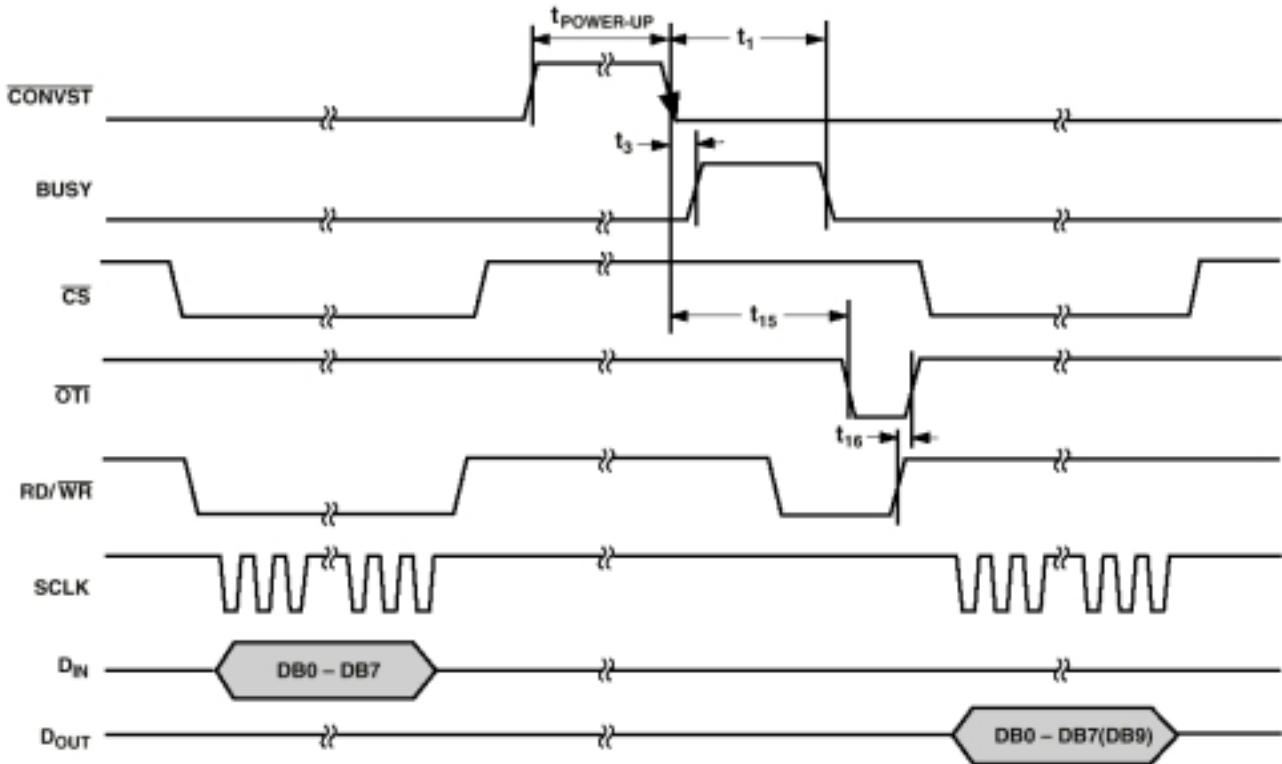 tPOWER-UP
t1
CONVST
t3
BUSY
CS
t15
OTI
t16
RD/WR
SCLK
DIN
DB0 – DB7
DOUT
DB0 – DB7(DB9)